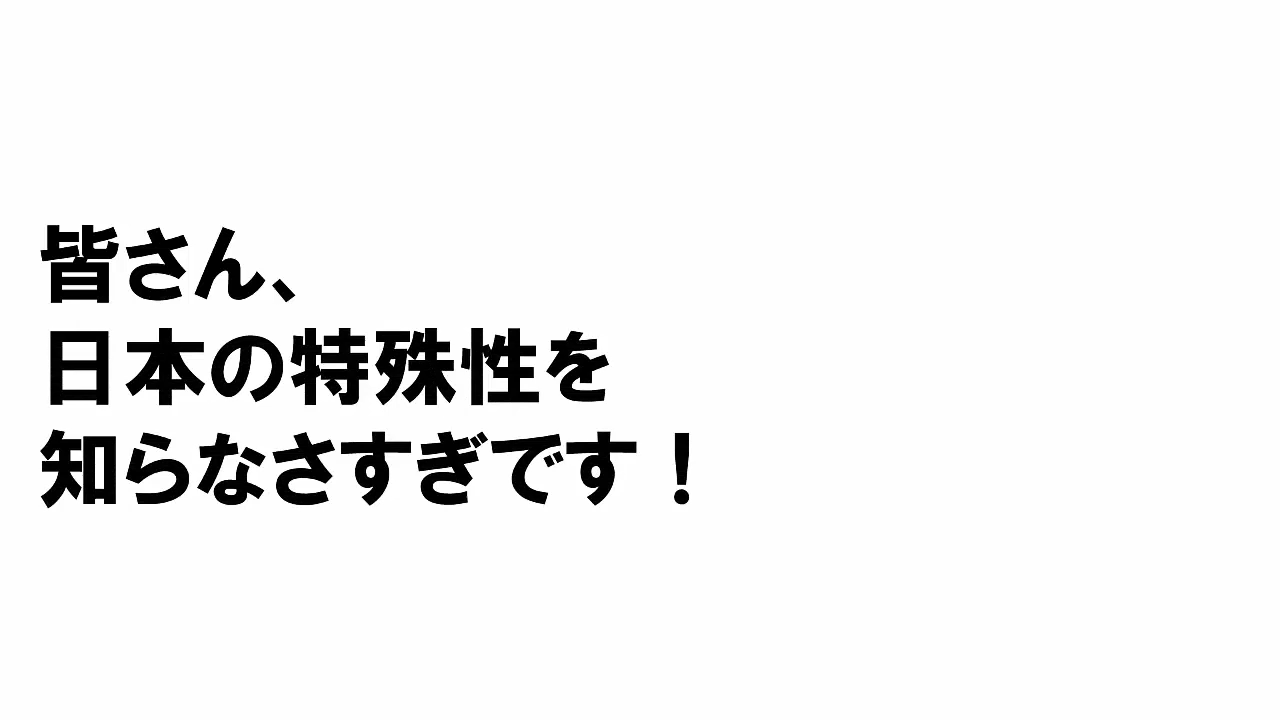 皆さん、
日本の特殊性を
知らなさすぎです！